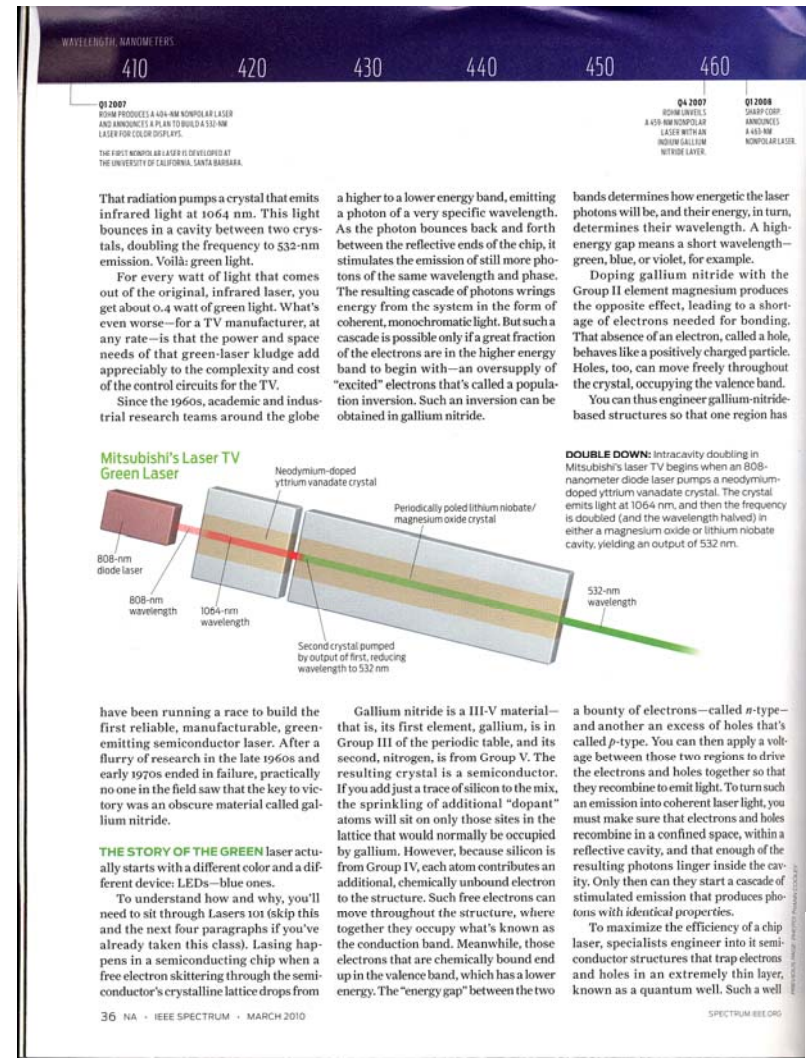 WAVELENGTH, NANOMETERS
410 420 430 440 450 460
Q1 2007
ROHM PRODUCES A 404-NM NONPOLAR LASER
AND ANNOUNCES A PLAN TO BUILD A 532-NM
LASER FOR COLOR DISPLAYS.
THE FIRST NONPOLAR LASER IS DEVELOPED AT
THE UNIVERSITY OF CALIFORNIA, SANTA BARBARA.
Q4 2007
ROHM UNVEILS
A 459-NM NONPOLAR
LASER WITH AN
INDIUM GALLIUM
NITRIDE LAYER.
Q1 2008
SHARP CORP.
ANNOUNCES
A 463-NM
NONPOLAR LASER.
That radiation pumps a crystal that emits
infrared light at 1064 nm. This light
bounces in a cavity between two crys-
tals, doubling the frequency to 532-nm
emission. Voilà: green light.
For every watt of light that comes
out of the original, infrared laser, you
get about 0.4 watt of green light. What's
even worse—for a TV manufacturer, at
any rate—is that the power and space
needs of that green-laser kludge add
appreciably to the complexity and cost
of the control circuits for the TV.
Since the 1960s, academic and indus-
trial research teams around the globe
a higher to a lower energy band, emitting
a photon of a very specific wavelength.
As the photon bounces back and forth
between the reflective ends of the chip, it
stimulates the emission of still more pho-
tons of the same wavelength and phase.
The resulting cascade of photons wrings
energy from the system in the form of
coherent, monochromatic light. But such a
cascade is possible only if a great fraction
of the electrons are in the higher energy
band to begin with—an oversupply of
"excited" electrons that's called a popula-
tion inversion. Such an inversion can be
obtained in gallium nitride.
bands determines how energetic the laser
photons will be, and their energy, in turn,
determines their wavelength. A high-
energy gap means a short wavelength—
green, blue, or violet, for example.
Doping gallium nitride with the
Group II element magnesium produces
the opposite effect, leading to a short-
age of electrons needed for bonding.
That absence of an electron, called a hole,
behaves like a positively charged particle.
Holes, too, can move freely throughout
the crystal, occupying the valence band.
You can thus engineer gallium-nitride-
based structures so that one region has
Mitsubishi's Laser TV
Green Laser
Neodymium-doped
yttrium vanadate crystal
Periodically poled lithium niobate/
magnesium oxide crystal
808-nm
diode laser
808-nm
wavelength
1064-nm
wavelength
Second crystal pumped
by output of first, reducing
wavelength to 532 nm
532-nm
wavelength
DOUBLE DOWN: Intracavity doubling in
Mitsubishi's laser TV begins when an 808-
nanometer diode laser pumps a neodymium-
doped yttrium vanadate crystal. The crystal
emits light at 1064 nm, and then the frequency
is doubled (and the wavelength halved) in
either a magnesium oxide or lithium niobate
cavity, yielding an output of 532 nm.
have been running a race to build the
first reliable, manufacturable, green-
emitting semiconductor laser. After a
flurry of research in the late 1960s and
early 1970s ended in failure, practically
no one in the field saw that the key to vic-
tory was an obscure material called gal-
lium nitride.
THE STORY OF THE GREEN laser actu-
ally starts with a different color and a dif-
ferent device: LEDs—blue ones.
To understand how and why, you'll
need to sit through Lasers 101 (skip this
and the next four paragraphs if you've
already taken this class). Lasing hap-
pens in a semiconducting chip when a
free electron skittering through the semi-
conductor's crystalline lattice drops from
Gallium nitride is a III-V material—
that is, its first element, gallium, is in
Group III of the periodic table, and its
second, nitrogen, is from Group V. The
resulting crystal is a semiconductor.
If you add just a trace of silicon to the mix,
the sprinkling of additional "dopant"
atoms will sit on only those sites in the
lattice that would normally be occupied
by gallium. However, because silicon is
from Group IV, each atom contributes an
additional, chemically unbound electron
to the structure. Such free electrons can
move throughout the structure, where
together they occupy what's known as
the conduction band. Meanwhile, those
electrons that are chemically bound end
up in the valence band, which has a lower
energy. The "energy gap" between the two
a bounty of electrons—called n-type—
and another an excess of holes that's
called p-type. You can then apply a volt-
age between those two regions to drive
the electrons and holes together so that
they recombine to emit light. To turn such
an emission into coherent laser light, you
must make sure that electrons and holes
recombine in a confined space, within a
reflective cavity, and that enough of the
resulting photons linger inside the cav-
ity. Only then can they start a cascade of
stimulated emission that produces pho-
tons with identical properties.
To maximize the efficiency of a chip
laser, specialists engineer into it semi-
conductor structures that trap electrons
and holes in an extremely thin layer,
known as a quantum well. Such a well
36 NA · IEEE SPECTRUM · MARCH 2010
SPECTRUM.IEEE.ORG